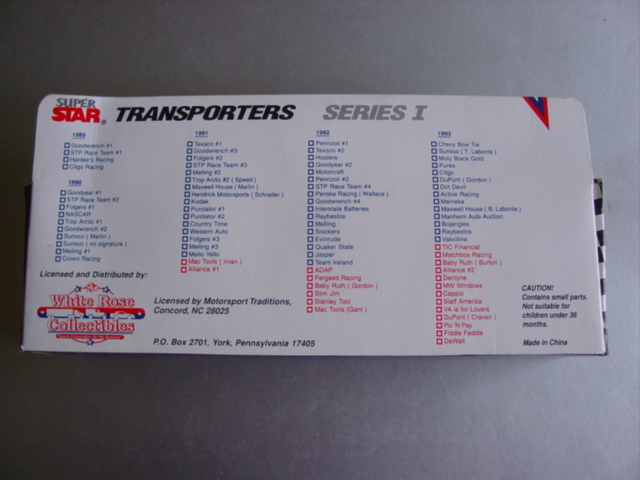 SUPER STAR® TRANSPORTERS SERIES I
1989
Goodwrench #1
STP Race Team #1
Hardee's Racing
Citgo Racing
1990
Goodyear #1
STP Race Team #2
Folgers #1
NASCAR
Trop Artic #1
Goodwrench #2
Sunoco ( Marlin )
Sunoco ( no signature )
Melling #1
Crown Racing
1991
Texaco #1
Goodwrench #3
Folgers #2
STP Race Team #3
Melling #2
Trop Artic #2 ( Speed )
Maxwell House ( Marlin )
Hendrick Motorsports ( Schrader )
Kodak
Purolator #1
Purolator #2
Country Time
Western Auto
Folgers #3
Melling #3
Mello Yello
Mac Tools ( Irvan )
Alliance #1
1992
Pennzoil #1
Texaco #2
Hooters
Goodyear #2
Motorcraft
Pennzoil #2
STP Race Team #4
Penske Racing ( Wallace )
Goodwrench #4
Interstate Batteries
Raybestos
Melling
Snickers
Evinrude
Quaker State
Jasper
Team Ireland
ADAP
Fergaed Racing
Baby Ruth ( Gordon )
Slim Jim
Stanley Tool
Mac Tools (Gant )
1993
Chevy Bow Tie
Sunoco ( T. Labonte )
Moly Black Gold
Purex
Citgo
DuPont ( Gordon )
Dirt Devil
Active Racing
Meineke
Maxwell House ( B. Labonte )
Manheim Auto Auction
Bojangles
Raybestos
Valvoline
TIC Financial
Matchbox Racing
Baby Ruth ( Burton )
Alliance #2
Dentyne
MW Windows
Cappio
Staff America
VA is for Lovers
DuPont ( Craven )
Pic 'N Pay
Fiddle Faddle
DeWalt
Licensed and Distributed by:
White Rose
Collectibles
Licensed by Motorsport Traditions,
Concord, NC 28025
P.O. Box 2701, York, Pennsylvania 17405
CAUTION!
Contains small parts.
Not suitable for
children under 36
months.
Made in China